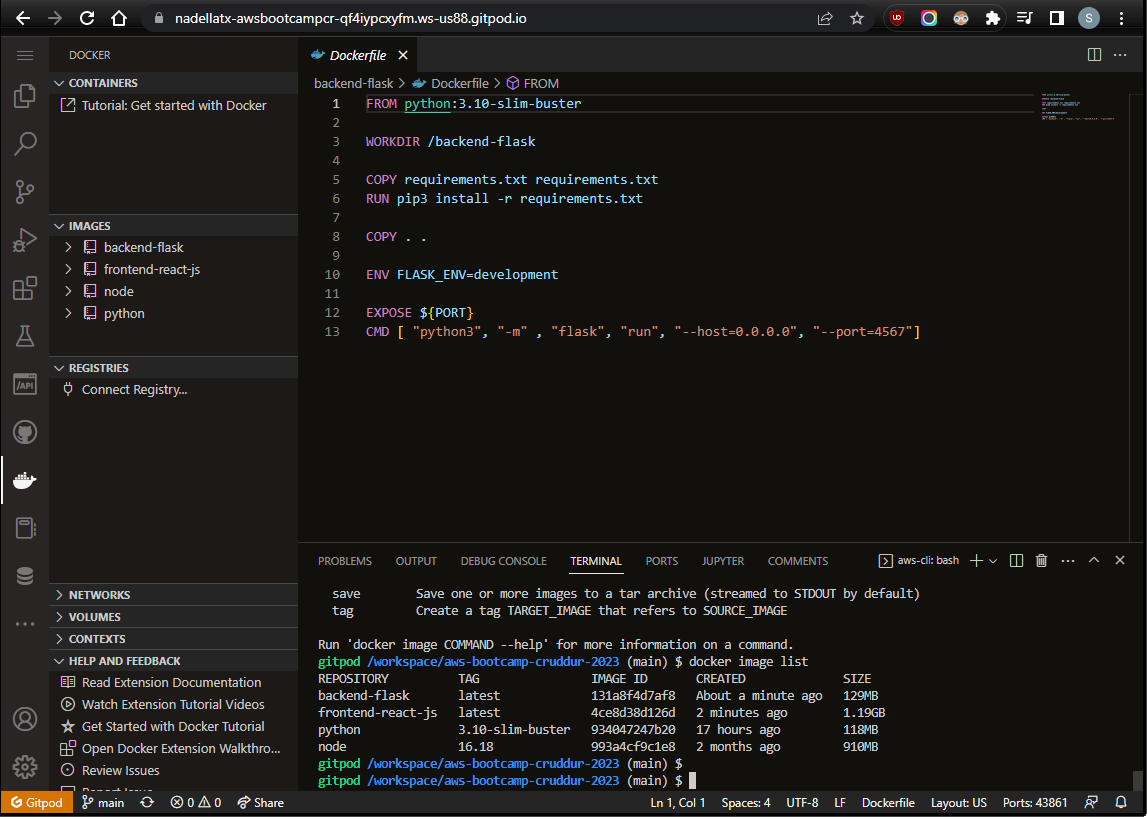 nadellatx-awsbootcampcr-qf4iypcxyfm.ws-us88.gitpod.io
S
DOCKER
CONTAINERS
Tutorial: Get started with Docker
IMAGES
backend-flask
frontend-react-js
node
python
REGISTRIES
Connect Registry...
NETWORKS
VOLUMES
CONTEXTS
HELP AND FEEDBACK
Read Extension Documentation
Watch Extension Tutorial Videos
Get Started with Docker Tutorial
Open Docker Extension Walkthro...
Review Issues
Report Issue
/API
Dockerfile
backend-flask > Dockerfile > FROM
1 FROM python:3.10-slim-buster
2
3 WORKDIR /backend-flask
4
5 COPY requirements.txt requirements.txt
6 RUN pip3 install -r requirements.txt
7
8 COPY . .
9
10 ENV FLASK_ENV=development
11
12 EXPOSE ${PORT}
13 CMD [ "python3", "-m" , "flask", "run", "--host=0.0.0.0", "--port=4567"]
PROBLEMS OUTPUT DEBUG CONSOLE TERMINAL PORTS JUPYTER COMMENTS aws-cli: bash
save Save one or more images to a tar archive (streamed to STDOUT by default)
tag Create a tag TARGET_IMAGE that refers to SOURCE_IMAGE
Run 'docker image COMMAND --help' for more information on a command.
gitpod /workspace/aws-bootcamp-cruddur-2023 (main) $ docker image list
REPOSITORY TAG IMAGE ID CREATED SIZE
backend-flask latest 131a8f4d7af8 About a minute ago 129MB
frontend-react-js latest 4ce8d38d126d 2 minutes ago 1.19GB
python 3.10-slim-buster 934047247b20 17 hours ago 118MB
node 16.18 993a4cf9c1e8 2 months ago 910MB
gitpod /workspace/aws-bootcamp-cruddur-2023 (main) $
gitpod /workspace/aws-bootcamp-cruddur-2023 (main) $
Gitpod main 0 0 Share Ln 1, Col 1 Spaces: 4 UTF-8 LF Dockerfile Layout: US Ports: 43861